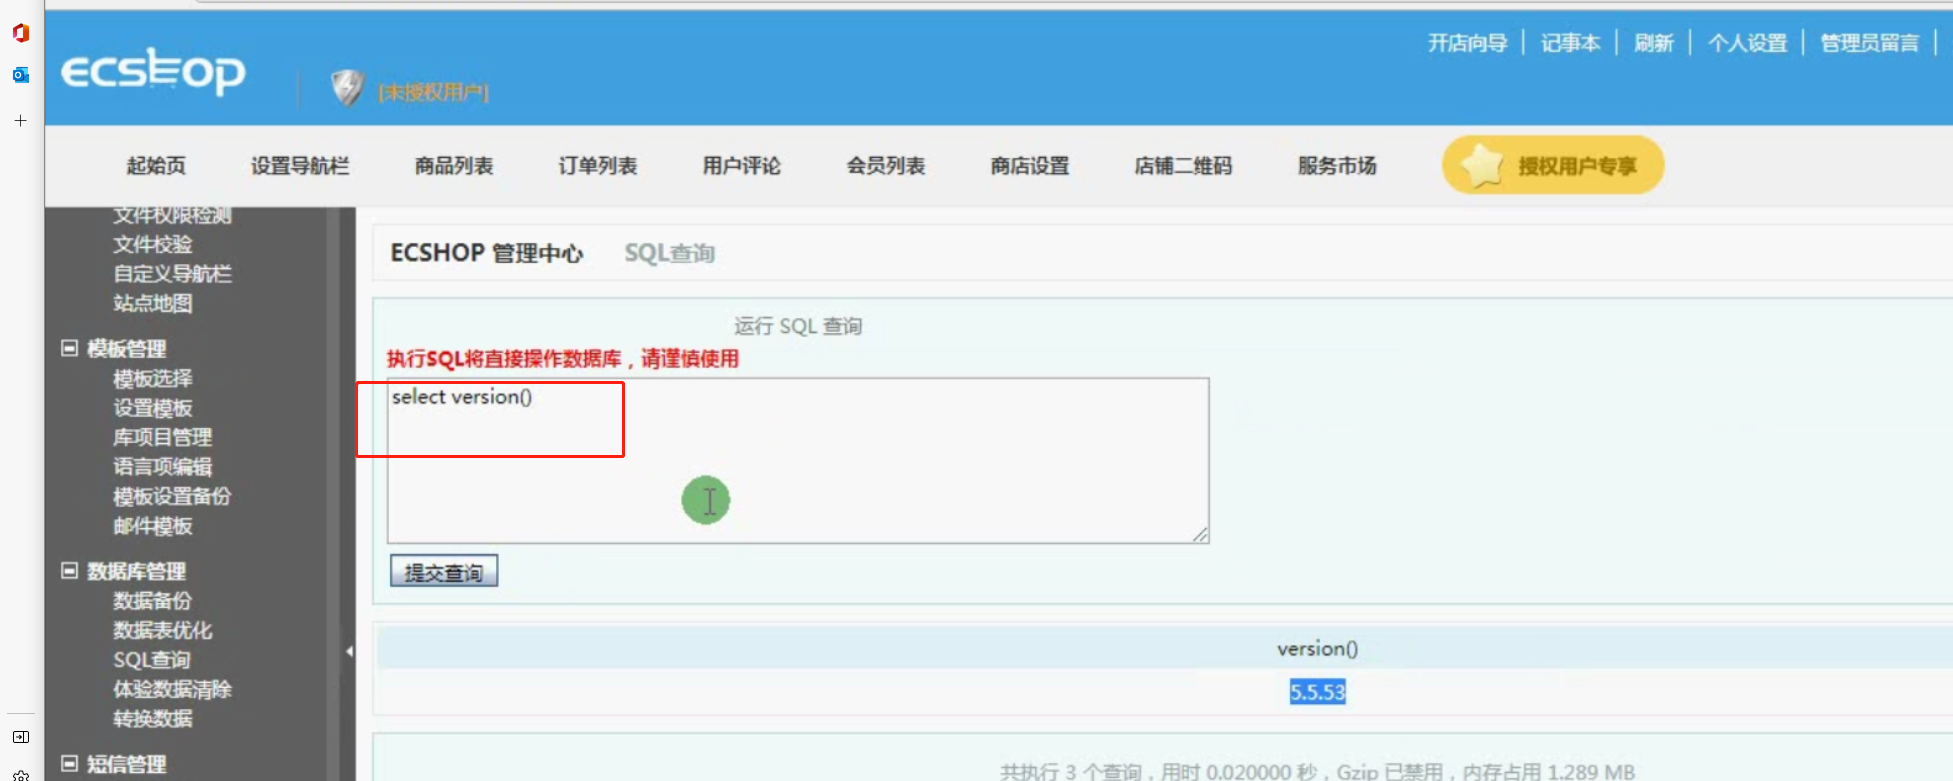 开店向导 记事本 刷新 个人设置 管理员留言
ECSHOP
[未授权用户]
起始页 设置导航栏 商品列表 订单列表 用户评论 会员列表 商店设置 店铺二维码 服务市场 授权用户专享
文件权限检测
文件校验
自定义导航栏
站点地图
模板管理
模板选择
设置模板
库项目管理
语言项编辑
模板设置备份
邮件模板
数据库管理
数据备份
数据表优化
SQL查询
体验数据清除
转换数据
短信管理
ECSHOP 管理中心 SQL查询
运行 SQL 查询
执行SQL将直接操作数据库，请谨慎使用
select version()
提交查询
version()
5.5.53
共执行 3 个查询，用时 0.020000 秒，Gzip 已禁用，内存占用 1.289 MB